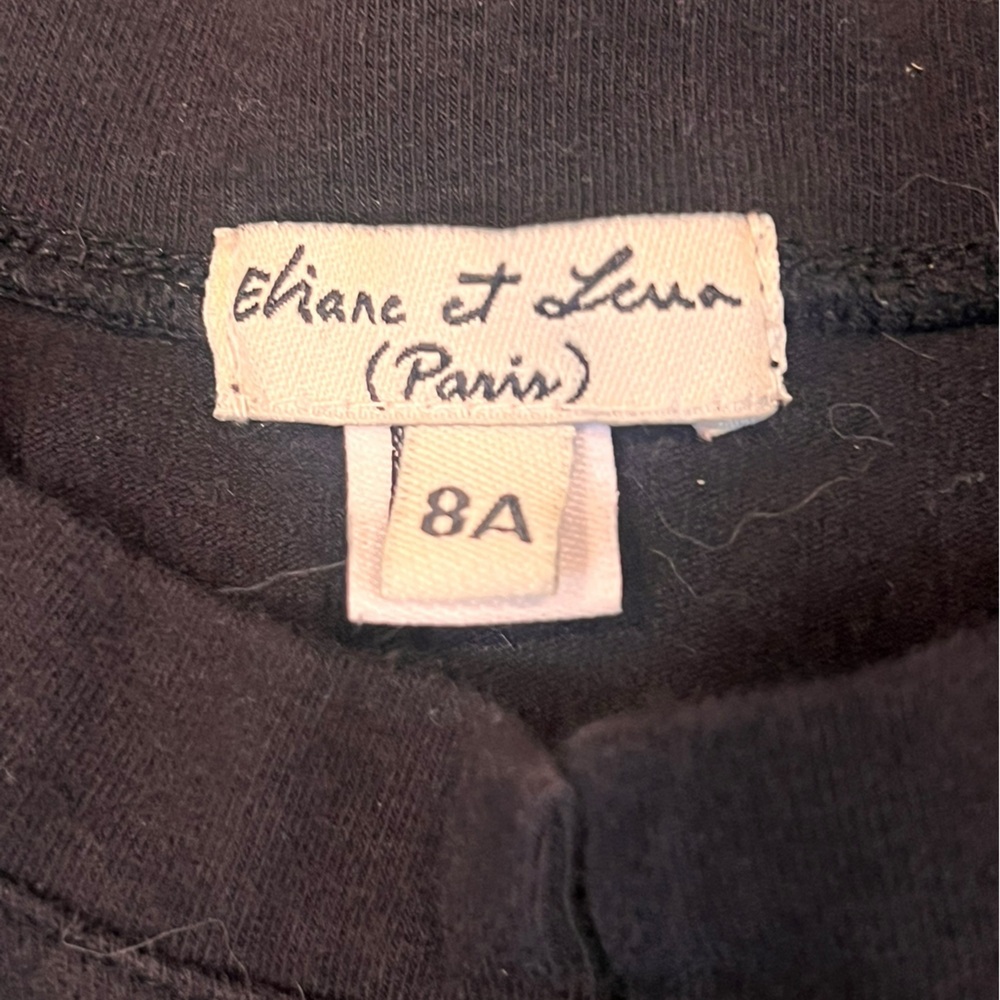 Eliane et Lena
(Paris)
8A